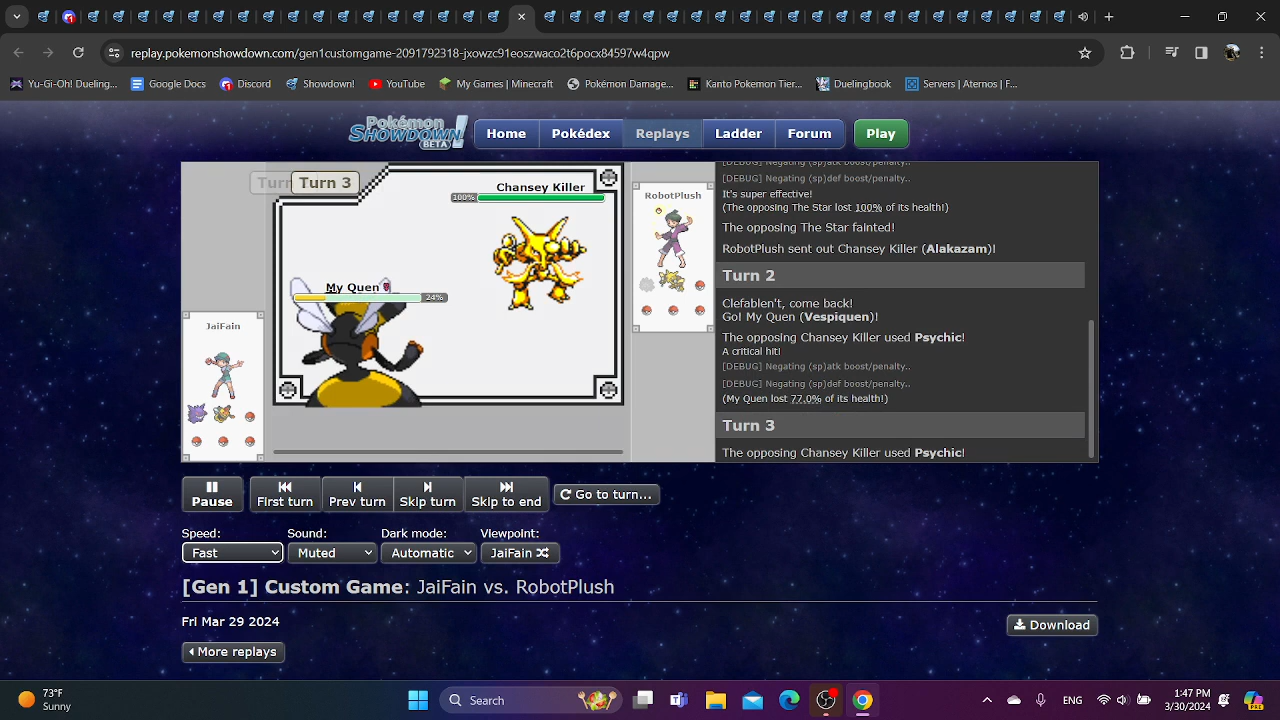 replay.pokemonshowdown.com/gen1customgame-2091792318-jxowzc91eoszwaco2t6pocx84597w4qpw
Yu-Gi-Oh! Dueling...
Google Docs
Discord
Showdown!
YouTube
My Games | Minecraft
Pokémon Damag...
Kanto Pokemon Tier...
Duelingbook
Servers | Aternos | F...
Pokémon
SHOWDOWN!
BETA
Home
Pokédex
Replays
Ladder
Forum
Play
Turn
Turn 3
Chansey Killer
100%
My Quen
24%
JaiFain
RobotPlush
[DEBUG] Negating (sp)atk boost/penalty..
[DEBUG] Negating (sp)def boost/penalty..
It's super effective!
(The opposing The Star lost 100% of its health!)
The opposing The Star fainted!
RobotPlush sent out Chansey Killer (Alakazam)!
Turn 2
Clefablen't, come back!
Go! My Quen (Vespiquen)!
The opposing Chansey Killer used Psychic!
A critical hit!
[DEBUG] Negating (sp)atk boost/penalty..
[DEBUG] Negating (sp)def boost/penalty..
(My Quen lost 77.0% of its health!)
Turn 3
The opposing Chansey Killer used Psychic!
Pause
First turn
Prev turn
Skip turn
Skip to end
Go to turn...
Speed:
Sound:
Dark mode:
Viewpoint:
Fast
Muted
Automatic
JaiFain
[Gen 1] Custom Game: JaiFain vs. RobotPlush
Fri Mar 29 2024
Download
More replays
73°F
Sunny
Search
ENG
1:47 PM
3/30/2024
PRE